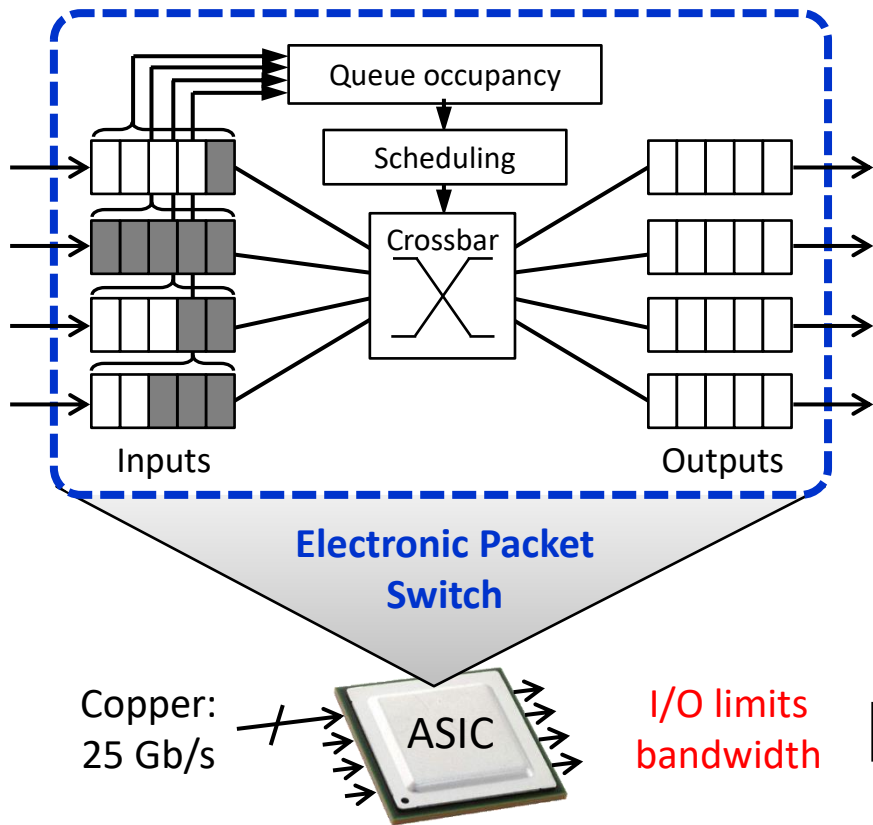 Queue occupancy
Scheduling
Crossbar
Inputs
Outputs
Electronic Packet
Switch
Copper:
25 Gb/s
ASIC
I/O limits
bandwidth